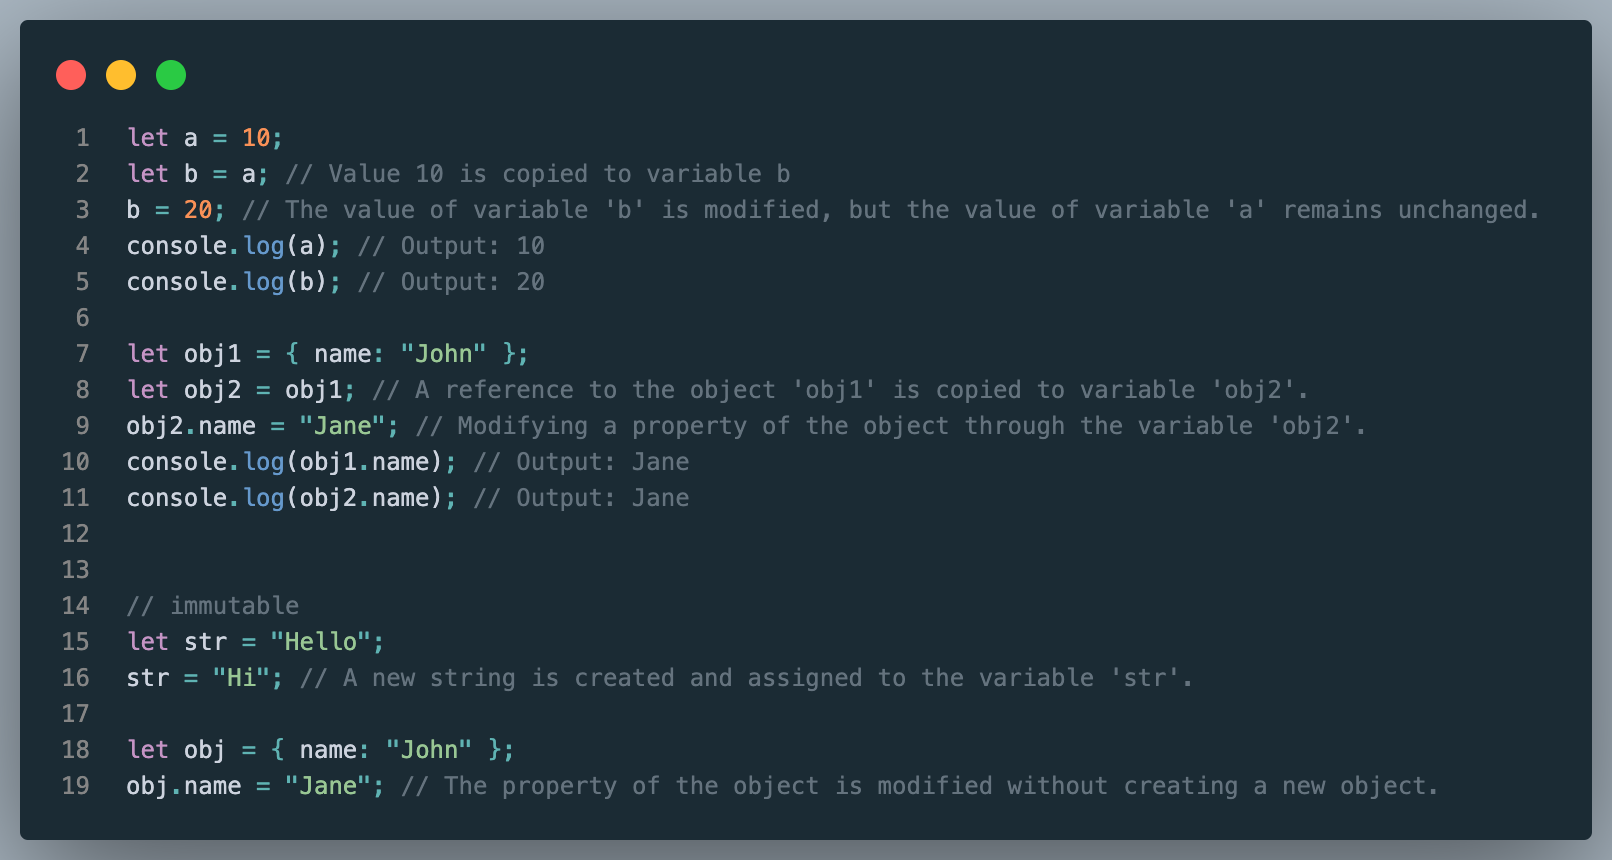 1 let a = 10;
2 let b = a; // Value 10 is copied to variable b
3 b = 20; // The value of variable 'b' is modified, but the value of variable 'a' remains unchanged.
4 console.log(a); // Output: 10
5 console.log(b); // Output: 20
6
7 let obj1 = { name: "John" };
8 let obj2 = obj1; // A reference to the object 'obj1' is copied to variable 'obj2'.
9 obj2.name = "Jane"; // Modifying a property of the object through the variable 'obj2'.
10 console.log(obj1.name); // Output: Jane
11 console.log(obj2.name); // Output: Jane
12
13
14 // immutable
15 let str = "Hello";
16 str = "Hi"; // A new string is created and assigned to the variable 'str'.
17
18 let obj = { name: "John" };
19 obj.name = "Jane"; // The property of the object is modified without creating a new object.